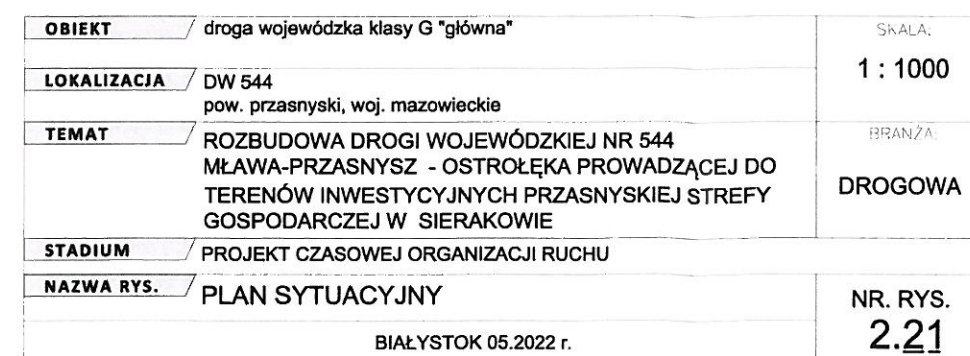 OBIEKT droga wojewódzka klasy G "główna" SKALA:
1 : 1000
LOKALIZACJA DW 544
pow. przasnyski, woj. mazowieckie
TEMAT ROZBUDOWA DROGI WOJEWÓDZKIEJ NR 544 BRANŻA:
MŁAWA-PRZASNYSZ - OSTROŁĘKA PROWADZĄCEJ DO
TERENÓW INWESTYCYJNYCH PRZASNYSKIEJ STREFY DROGOWA
GOSPODARCZEJ W SIERAKOWIE
STADIUM PROJEKT CZASOWEJ ORGANIZACJI RUCHU
NAZWA RYS. PLAN SYTUACYJNY NR. RYS.
2.21
BIAŁYSTOK 05.2022 r.